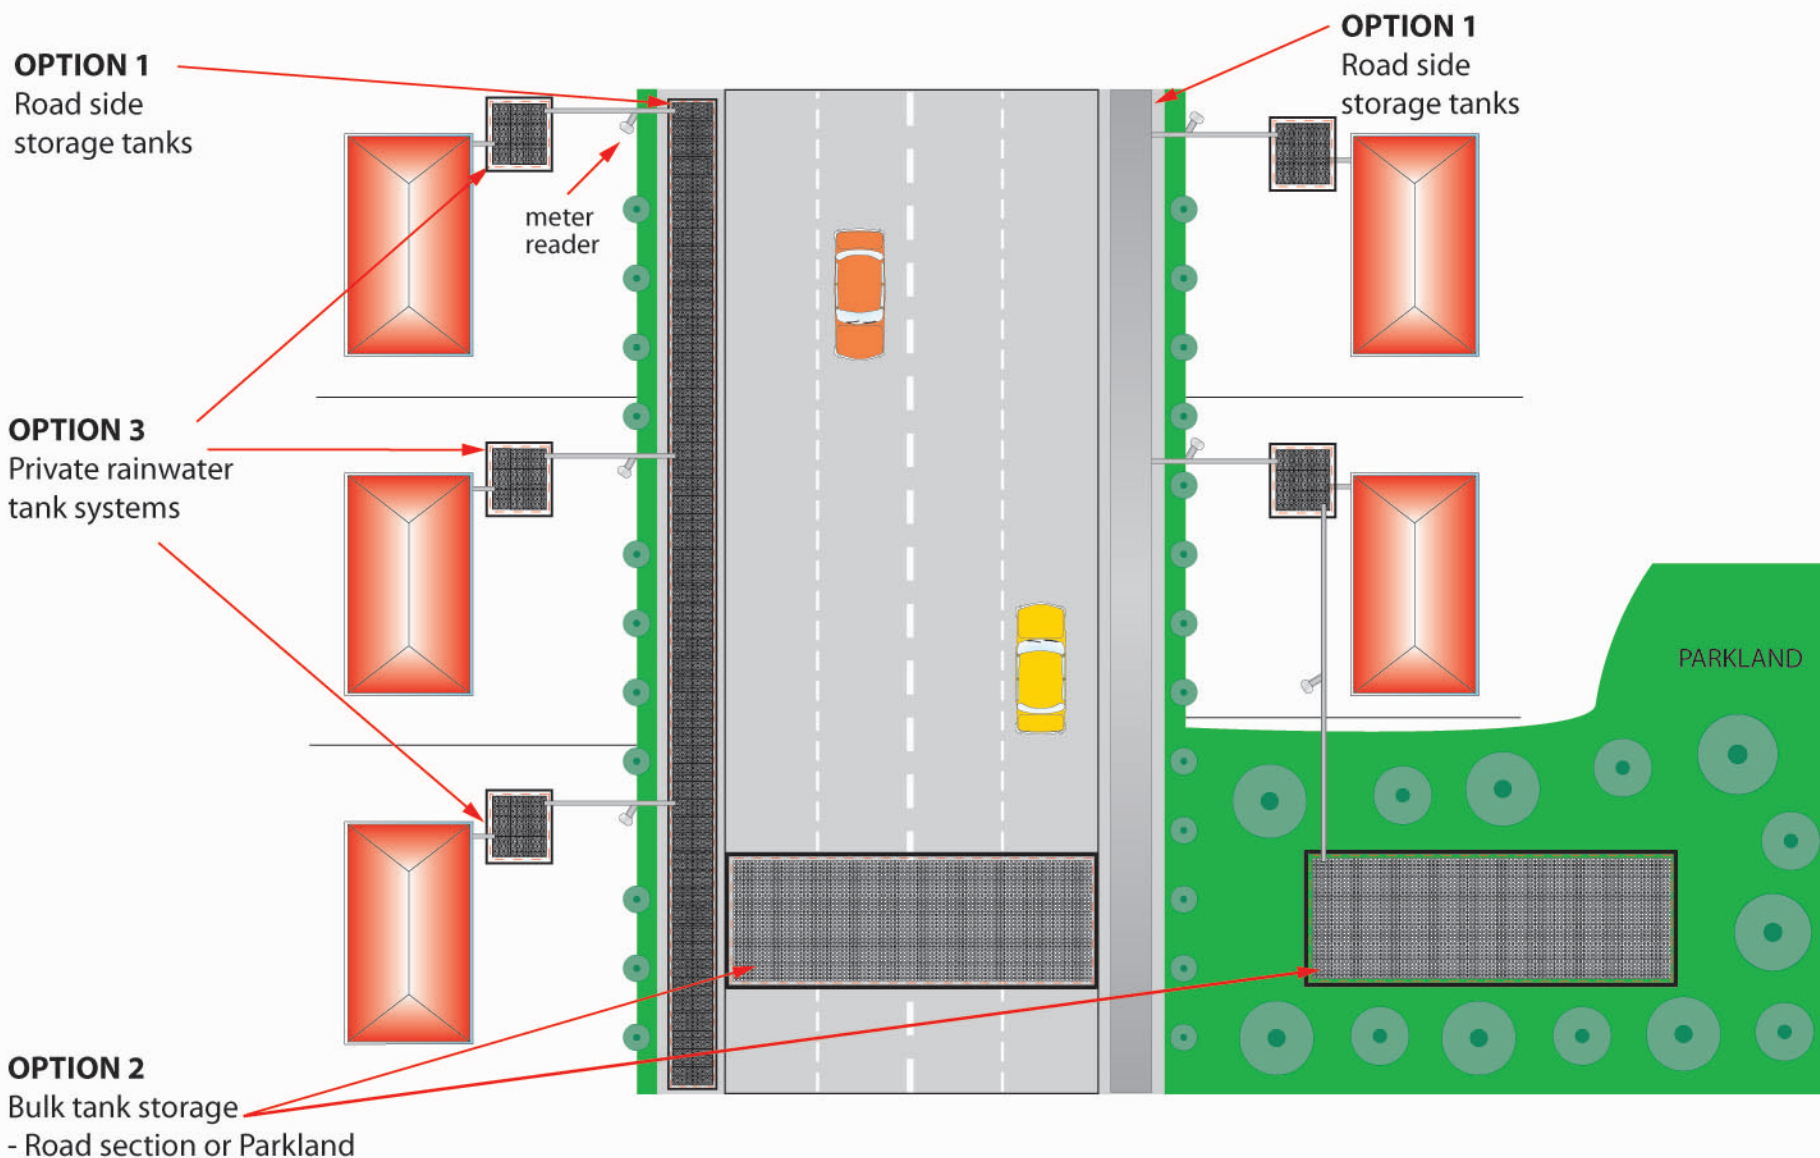 OPTION 1
Road side
storage tanks
OPTION 1
Road side
storage tanks
meter
reader
OPTION 3
Private rainwater
tank systems
PARKLAND
OPTION 2
Bulk tank storage
- Road section or Parkland